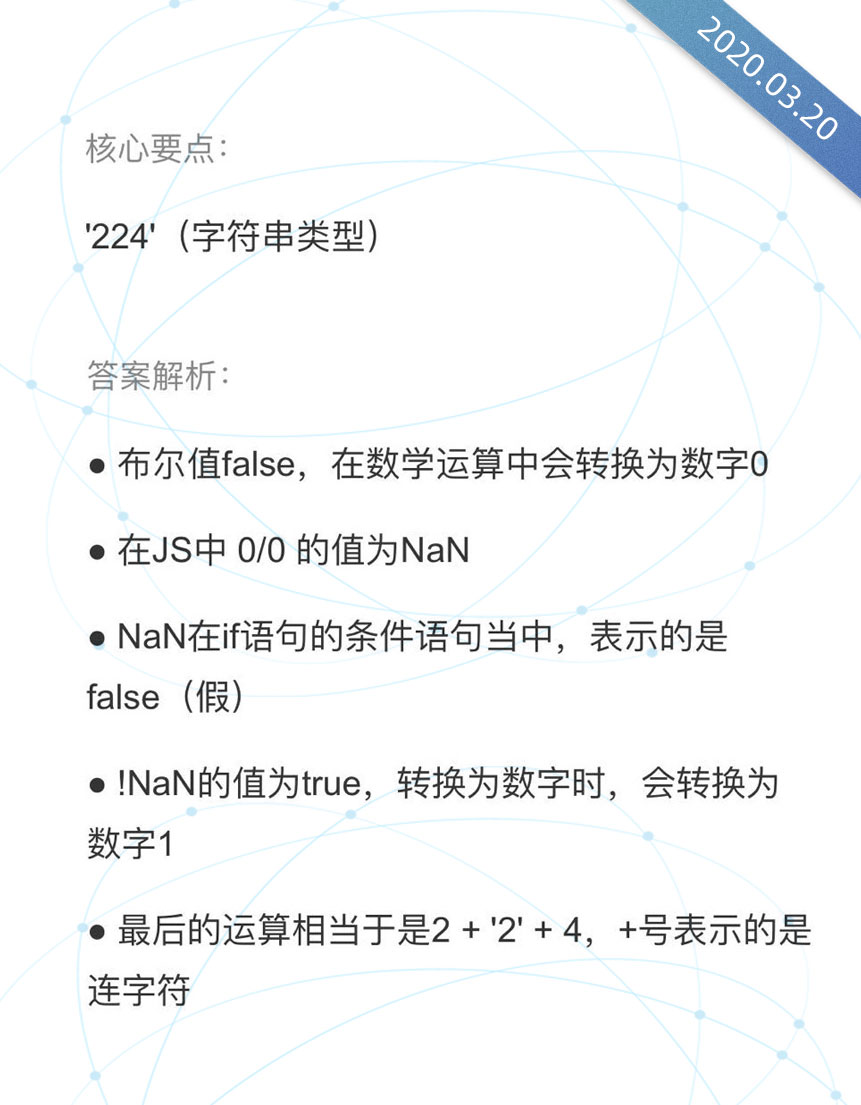 2020.03.20
核心要点：
'224'（字符串类型）
答案解析：
● 布尔值false，在数学运算中会转换为数字0
● 在JS中 0/0 的值为NaN
● NaN在if语句的条件语句当中，表示的是
false（假）
● !NaN的值为true，转换为数字时，会转换为
数字1
● 最后的运算相当于是2 + '2' + 4，+号表示的是
连字符